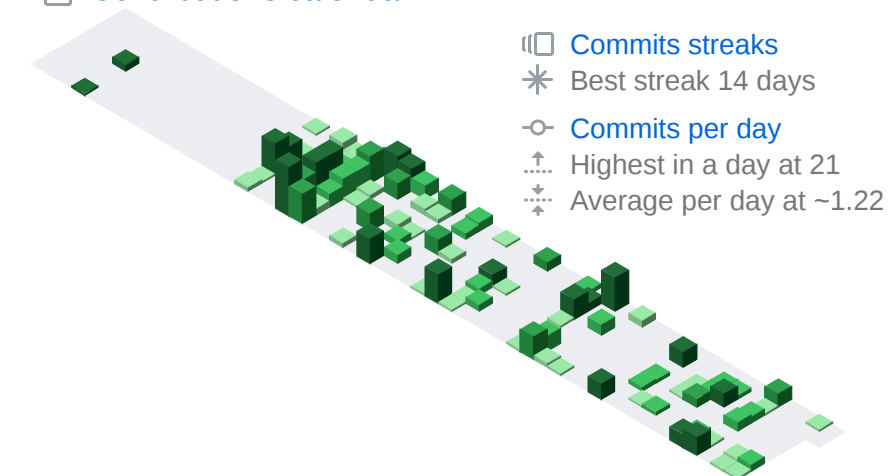 Commits streaks
Best streak 14 days
Commits per day
Highest in a day at 21
Average per day at ~1.22